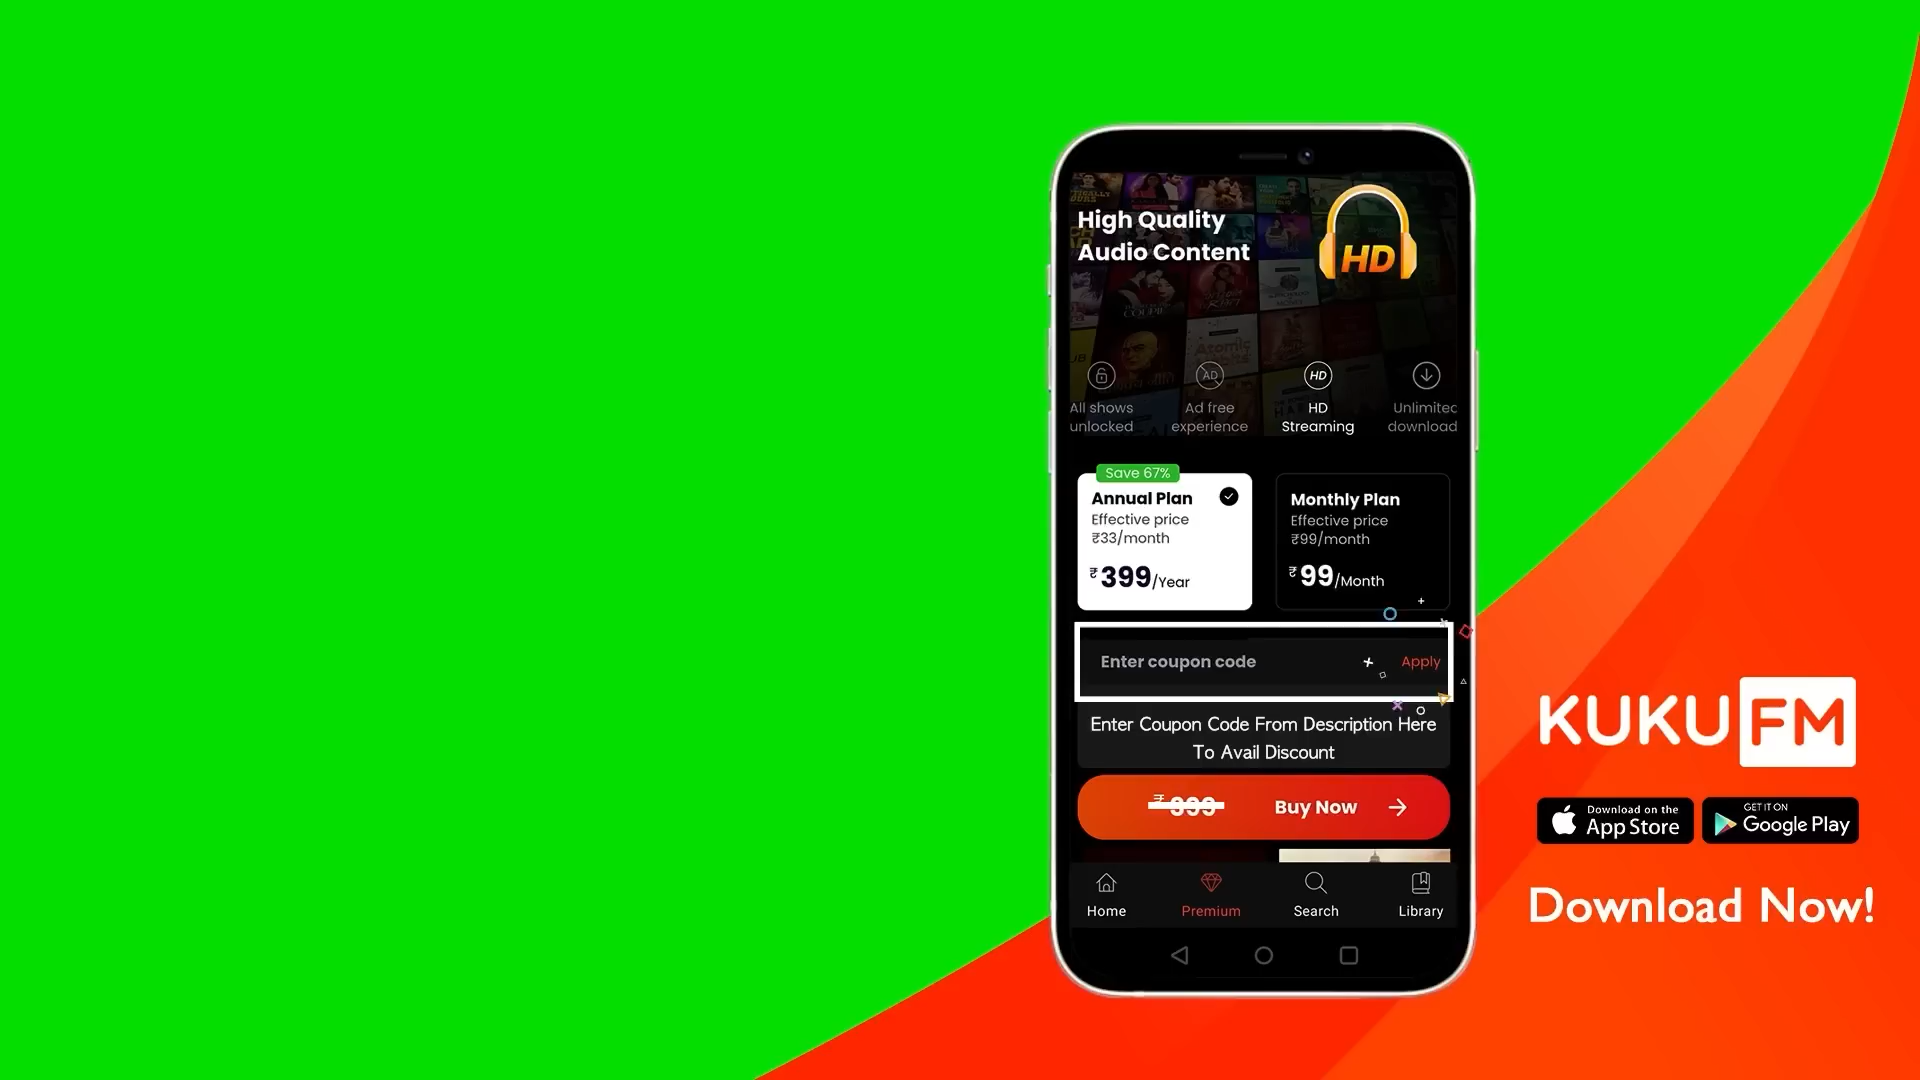 High Quality
Audio Content
HD
AD
HD
All shows
unlocked
Ad free
experience
HD
Streaming
Unlimitec
download
Save 67%
Annual Plan
Effective price
₹33/month
₹399/Year
Monthly Plan
Effective price
₹99/month
₹99/Month
Enter coupon code
Apply
Enter Coupon Code From Description Here
To Avail Discount
Buy Now
Home
Premium
Search
Library
KUKU FM
Download on the
App Store
GET IT ON
Google Play
Download Now!